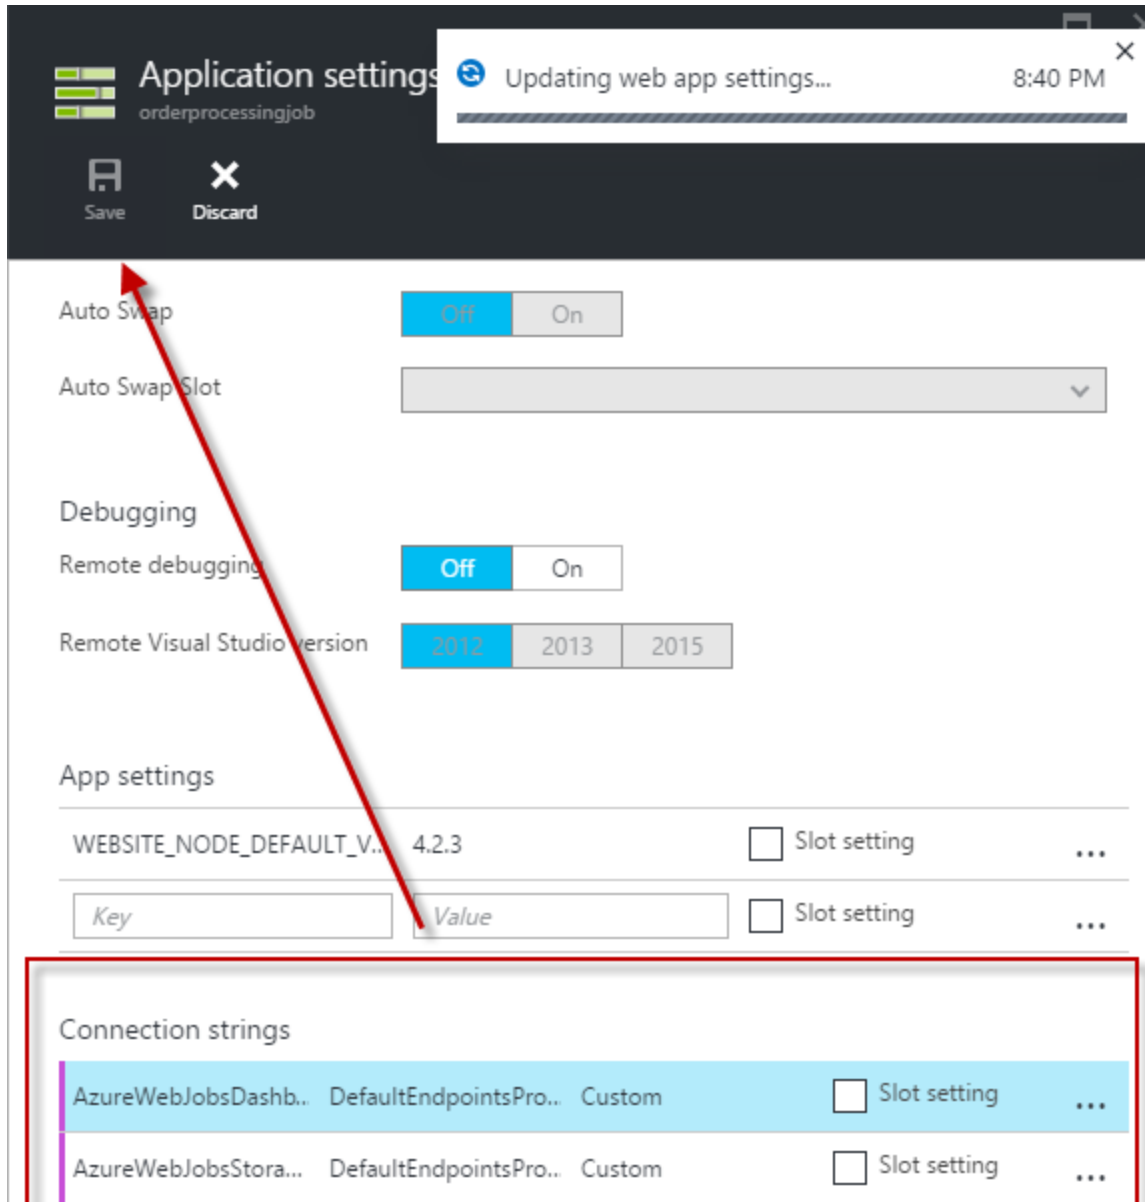 Application settings
orderprocessingjob
Updating web app settings... 8:40 PM
Save Discard
Auto Swap Off On
Auto Swap Slot
Debugging
Remote debugging Off On
Remote Visual Studio version 2012 2013 2015
App settings
WEBSITE_NODE_DEFAULT_V... 4.2.3 Slot setting ...
Key Value Slot setting ...
Connection strings
AzureWebJobsDashb... DefaultEndpointsPro... Custom Slot setting ...
AzureWebJobsStora... DefaultEndpointsPro... Custom Slot setting ...